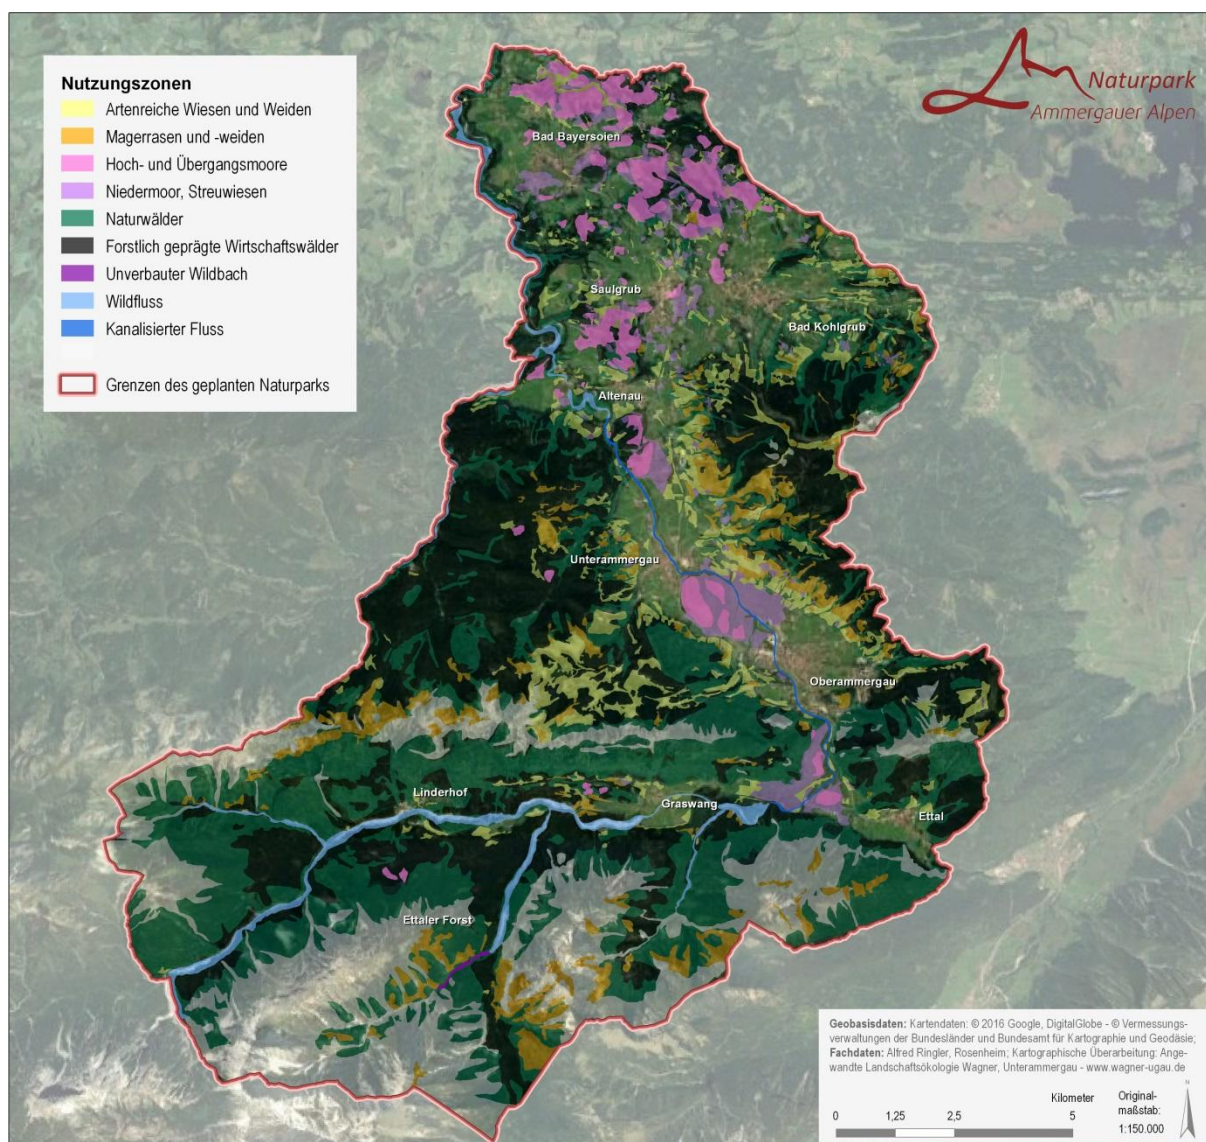 Nutzungszonen
Artenreiche Wiesen und Weiden
Magerrasen und -weiden
Hoch- und Übergangsmoore
Niedermoor, Streuwiesen
Naturwälder
Forstlich geprägte Wirtschaftswälder
Unverbauter Wildbach
Wildfluss
Kanalisierter Fluss
Grenzen des geplanten Naturparks
Naturpark
Ammergauer Alpen
Bad Bayersoien
Saulgrub
Bad Kohlgrub
Altenau
Unterammergau
Oberammergau
Linderhof
Graswang
Ettal
Ettaler Forst
Geobasisdaten: Kartendaten: © 2016 Google, DigitalGlobe - © Vermessungs-
verwaltungen der Bundesländer und Bundesamt für Kartographie und Geodäsie;
Fachdaten: Alfred Ringler, Rosenheim; Kartographische Überarbeitung: Ange-
wandte Landschaftsökologie Wagner, Unterammergau - www.wagner-ugau.de
Kilometer
0 1,25 2,5 5
Original-
maßstab:
1:150.000
N